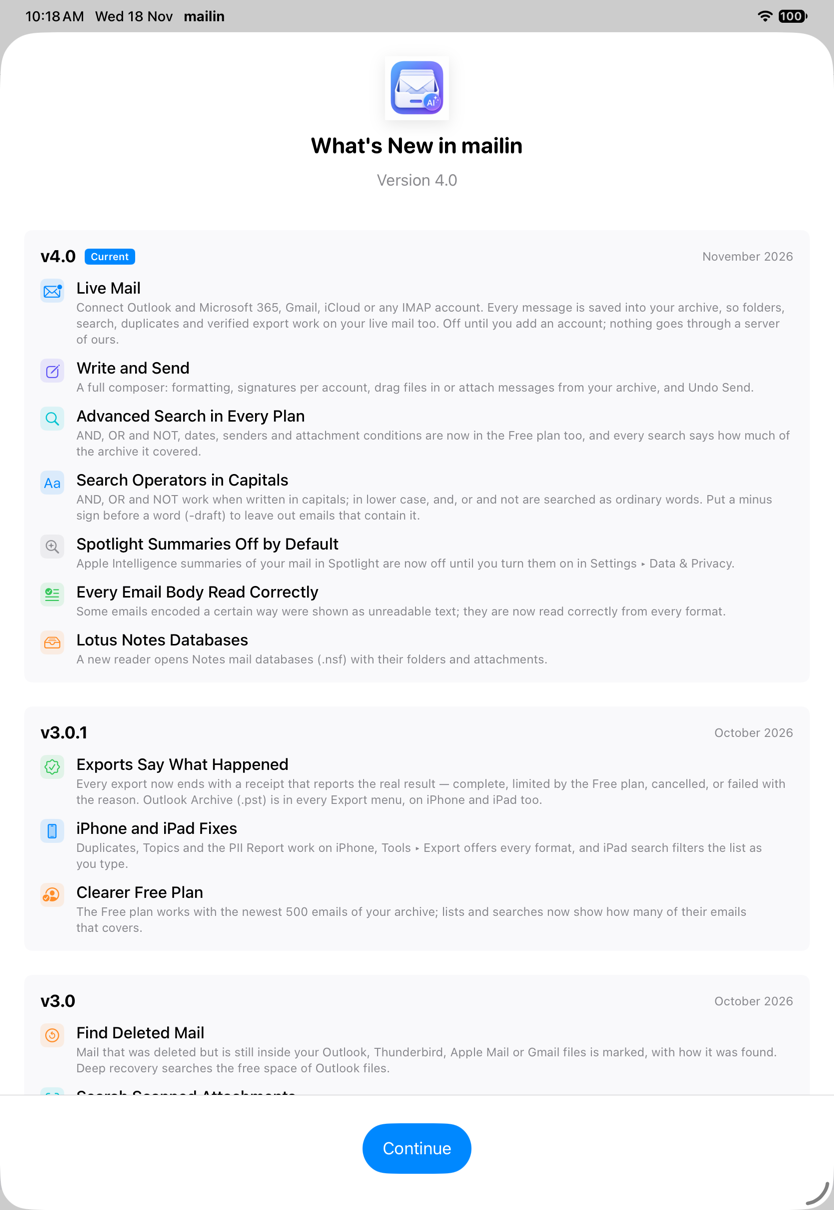 10:18 AM Wed 18 Nov mailin
100
AI
What's New in mailin
Version 4.0
v4.0 Current November 2026
Live Mail
Connect Outlook and Microsoft 365, Gmail, iCloud or any IMAP account. Every message is saved into your archive, so folders,
search, duplicates and verified export work on your live mail too. Off until you add an account; nothing goes through a server
of ours.
Write and Send
A full composer: formatting, signatures per account, drag files in or attach messages from your archive, and Undo Send.
Advanced Search in Every Plan
AND, OR and NOT, dates, senders and attachment conditions are now in the Free plan too, and every search says how much of
the archive it covered.
Aa
Search Operators in Capitals
AND, OR and NOT work when written in capitals; in lower case, and, or and not are searched as ordinary words. Put a minus
sign before a word (-draft) to leave out emails that contain it.
Spotlight Summaries Off by Default
Apple Intelligence summaries of your mail in Spotlight are now off until you turn them on in Settings ▸ Data & Privacy.
Every Email Body Read Correctly
Some emails encoded a certain way were shown as unreadable text; they are now read correctly from every format.
Lotus Notes Databases
A new reader opens Notes mail databases (.nsf) with their folders and attachments.
v3.0.1 October 2026
Exports Say What Happened
Every export now ends with a receipt that reports the real result — complete, limited by the Free plan, cancelled, or failed with
the reason. Outlook Archive (.pst) is in every Export menu, on iPhone and iPad too.
iPhone and iPad Fixes
Duplicates, Topics and the PII Report work on iPhone, Tools ▸ Export offers every format, and iPad search filters the list as
you type.
Clearer Free Plan
The Free plan works with the newest 500 emails of your archive; lists and searches now show how many of their emails
that covers.
v3.0 October 2026
Find Deleted Mail
Mail that was deleted but is still inside your Outlook, Thunderbird, Apple Mail or Gmail files is marked, with how it was found.
Deep recovery searches the free space of Outlook files.
Search Scanned Attachments
Continue